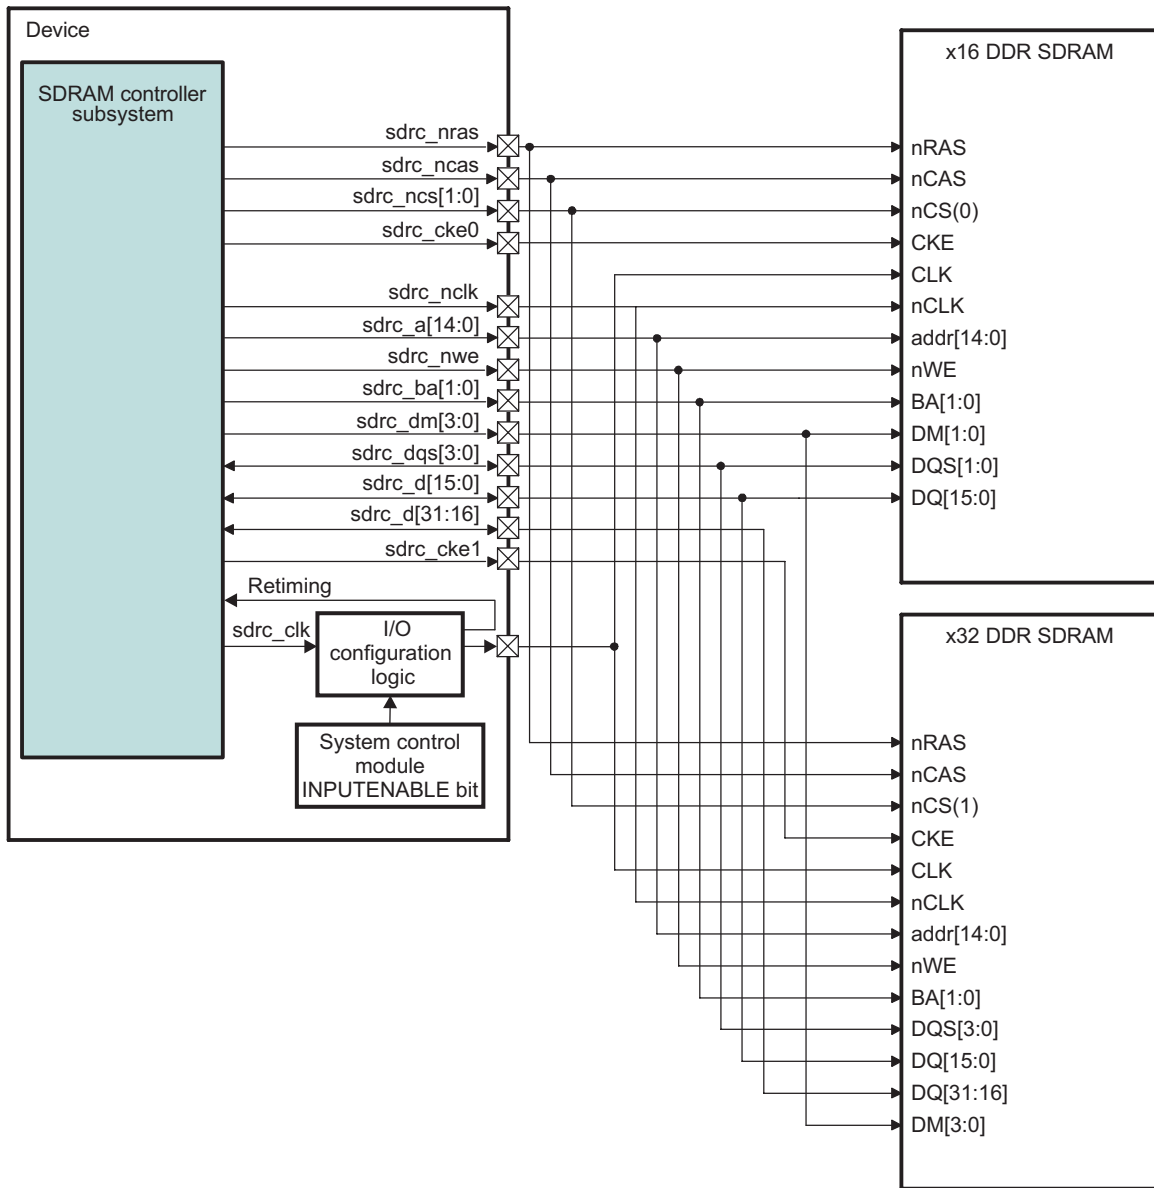 Device
SDRAM controller
subsystem
sdrc_nras
sdrc_ncas
sdrc_ncs[1:0]
sdrc_cke0
sdrc_nclk
sdrc_a[14:0]
sdrc_nwe
sdrc_ba[1:0]
sdrc_dm[3:0]
sdrc_dqs[3:0]
sdrc_d[15:0]
sdrc_d[31:16]
sdrc_cke1
Retiming
sdrc_clk
I/O
configuration
logic
System control
module
INPUTENABLE bit
x16 DDR SDRAM
nRAS
nCAS
nCS(0)
CKE
CLK
nCLK
addr[14:0]
nWE
BA[1:0]
DM[1:0]
DQS[1:0]
DQ[15:0]
x32 DDR SDRAM
nRAS
nCAS
nCS(1)
CKE
CLK
nCLK
addr[14:0]
nWE
BA[1:0]
DQS[3:0]
DQ[15:0]
DQ[31:16]
DM[3:0]